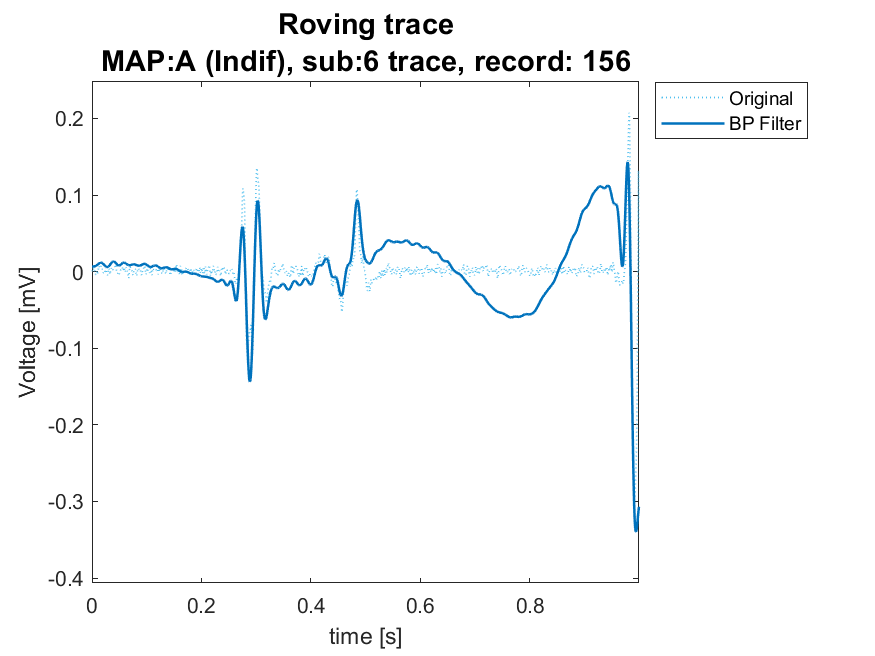 Roving trace
MAP:A (Indif), sub:6 trace, record: 156
Original
BP Filter
0.2
0.1
0
-0.1
-0.2
-0.3
-0.4
Voltage [mV]
0 0.2 0.4 0.6 0.8
time [s]